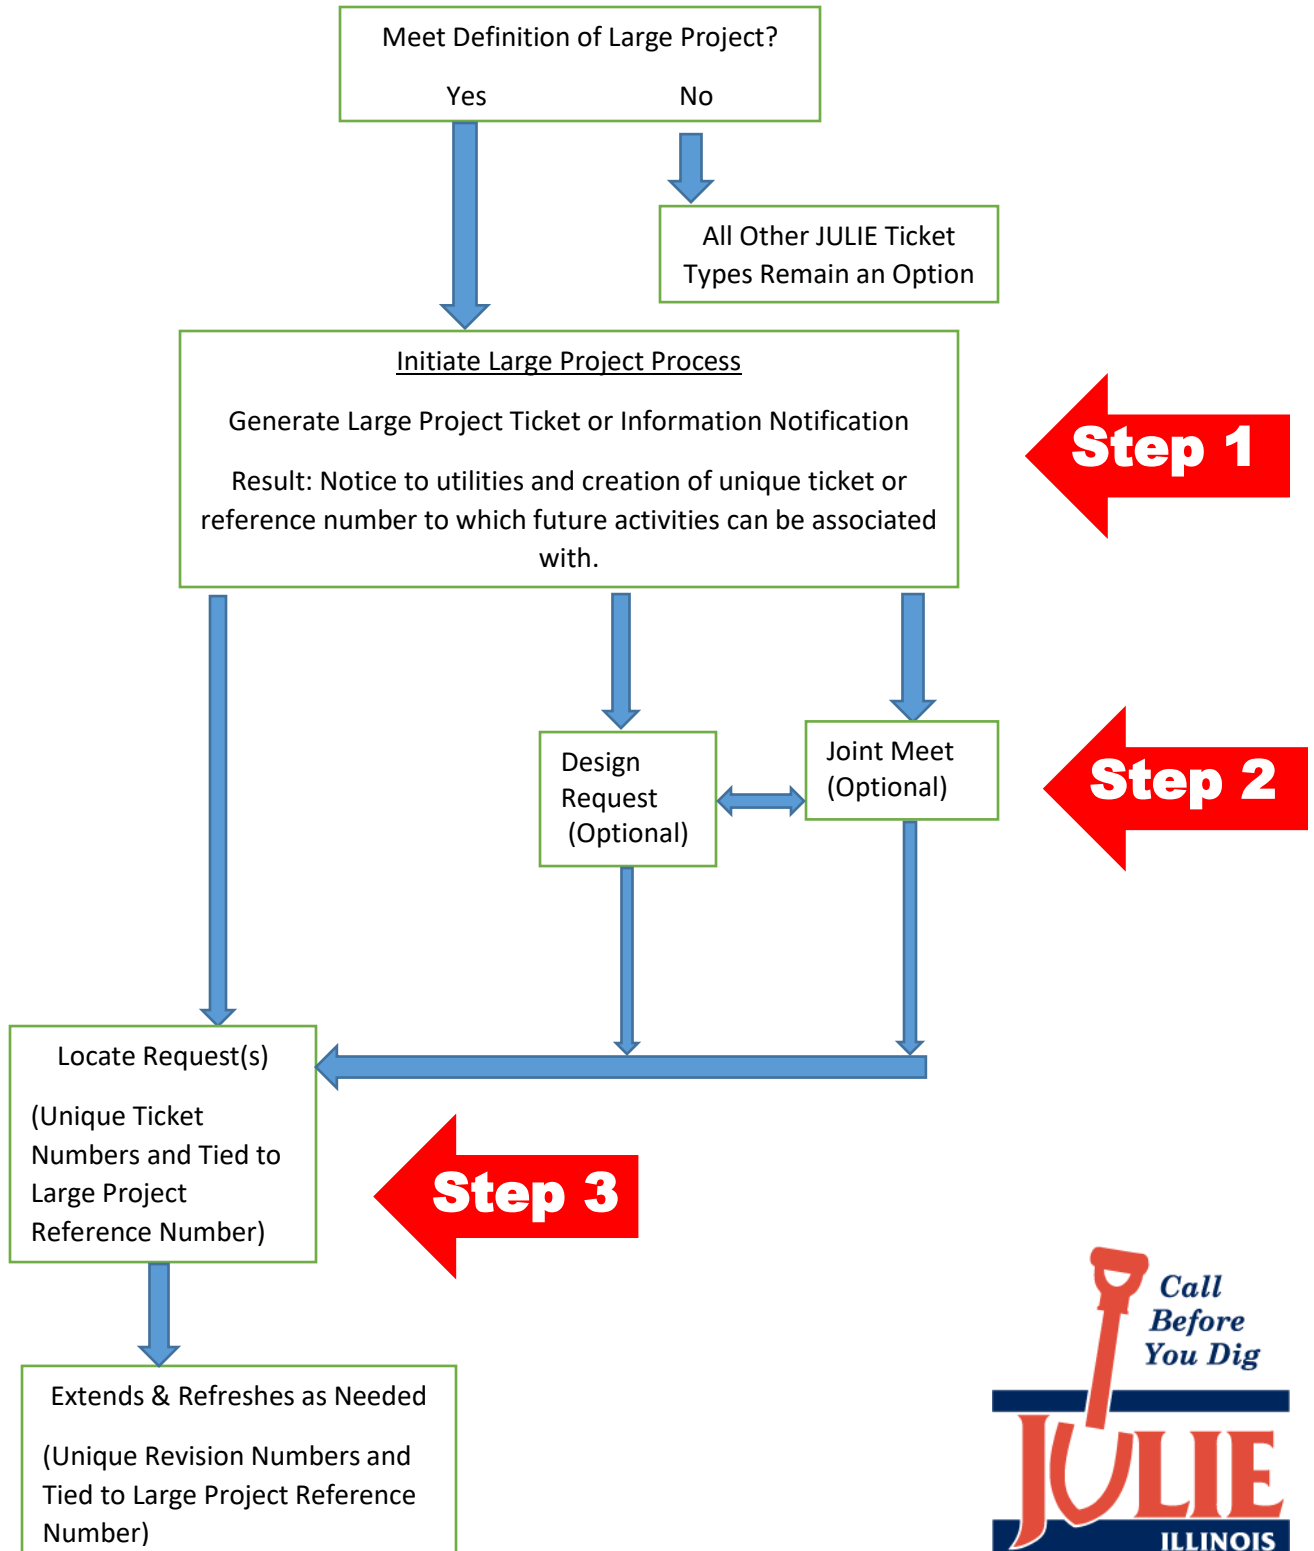 Meet Definition of Large Project?
Yes No
All Other JULIE Ticket
Types Remain an Option
Initiate Large Project Process
Generate Large Project Ticket or Information Notification
Result: Notice to utilities and creation of unique ticket or
reference number to which future activities can be associated
with.
Step 1
Design
Request
(Optional)
Joint Meet
(Optional)
Step 2
Locate Request(s)
(Unique Ticket
Numbers and Tied to
Large Project
Reference Number)
Step 3
Extends & Refreshes as Needed
(Unique Revision Numbers and
Tied to Large Project Reference
Number)
Call
Before
You Dig
JULIE
ILLINOIS